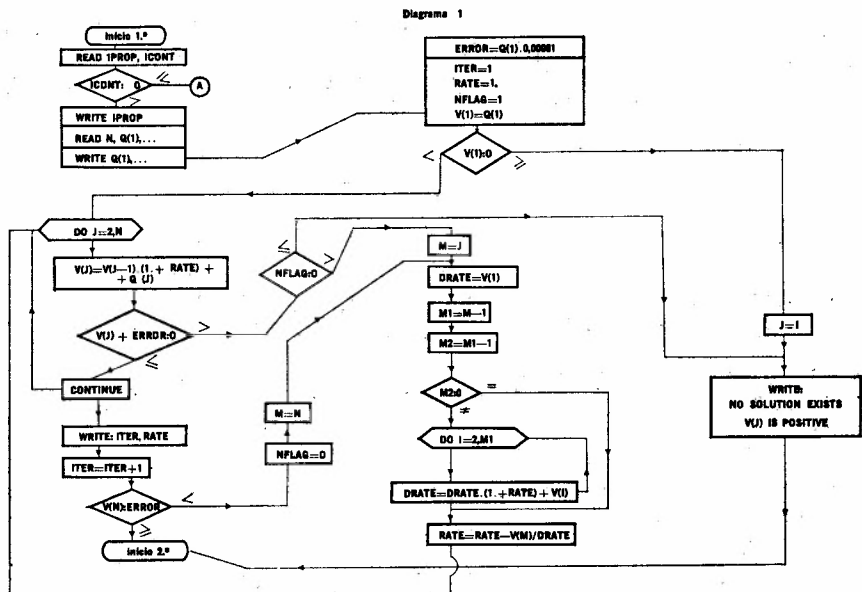 Diagrama 1
Inicio 1.º
READ IPROP, ICONT
ICONT: 0
≤
A
>
WRITE IPROP
READ N, Q(1),...
WRITE Q(1),...
ERROR=Q(1).0,00001
ITER=1
RATE=1.
NFLAG=1
V(1)=Q(1)
V(1):0
<
≥
DO J=2,N
V(J)=V(J—1).(1.+ RATE) +
+ Q (J)
V(J) + ERROR:0
>
≤
CONTINUE
WRITE: ITER, RATE
ITER=ITER+1
V(N):ERROR
<
≥
Inicio 2.º
NFLAG:0
≤
>
M=N
NFLAG=0
M=J
DRATE=V(1)
M1=M—1
M2=M1—1
M2:0
=
≠
DO I=2,M1
DRATE=DRATE.(1.+RATE)+V(I)
RATE=RATE—V(M)/DRATE
J=I
WRITE:
NO SOLUTION EXISTS
V(J) IS POSITIVE